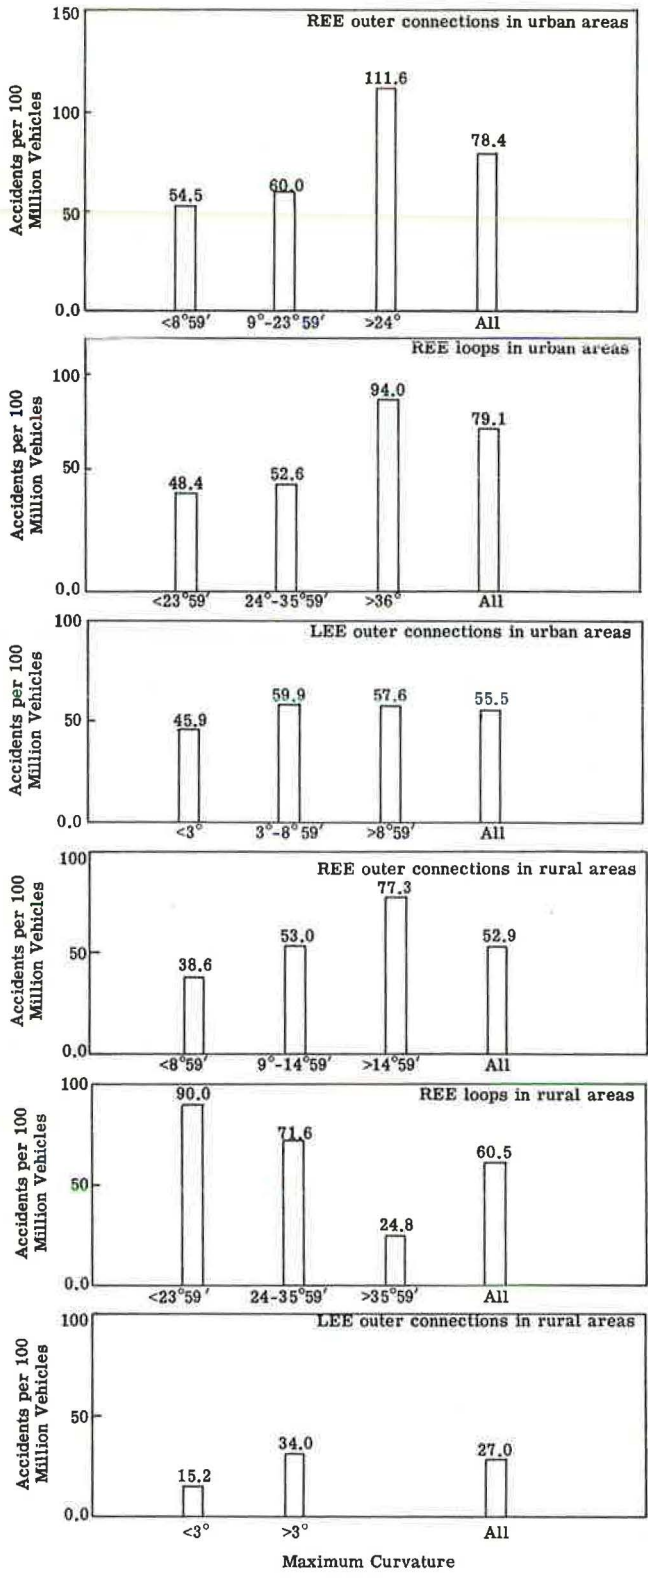 REE outer connections in urban areas
Accidents per 100
Million Vehicles
150
100
50
0.0
54.5
60.0
111.6
78.4
<8°59′
9°-23°59′
>24°
All
REE loops in urban areas
Accidents per 100
Million Vehicles
100
50
0.0
48.4
52.6
94.0
79.1
<23°59′
24°-35°59′
>36°
All
LEE outer connections in urban areas
Accidents per 100
Million Vehicles
100
50
0.0
45.9
59.9
57.6
55.5
<3°
3°-8°59′
>8°59′
All
REE outer connections in rural areas
Accidents per 100
Million Vehicles
100
50
0.0
38.6
53.0
77.3
52.9
<8°59′
9°-14°59′
>14°59′
All
REE loops in rural areas
Accidents per 100
Million Vehicles
100
50
0.0
90.0
71.6
24.8
60.5
<23°59′
24-35°59′
>35°59′
All
LEE outer connections in rural areas
Accidents per 100
Million Vehicles
100
50
0.0
15.2
34.0
27.0
<3°
>3°
All
Maximum Curvature